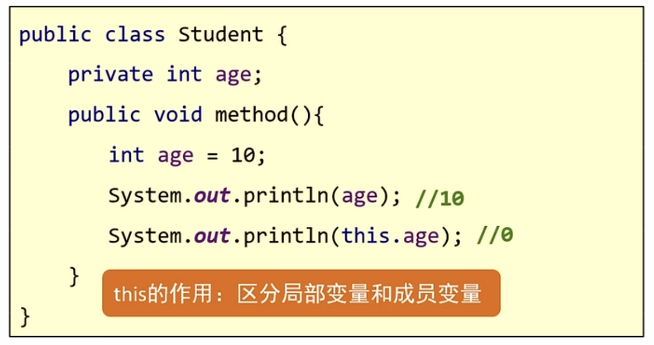 public class Student {
private int age;
public void method(){
int age = 10;
System.out.println(age); //10
System.out.println(this.age); //0
}
this的作用：区分局部变量和成员变量
}